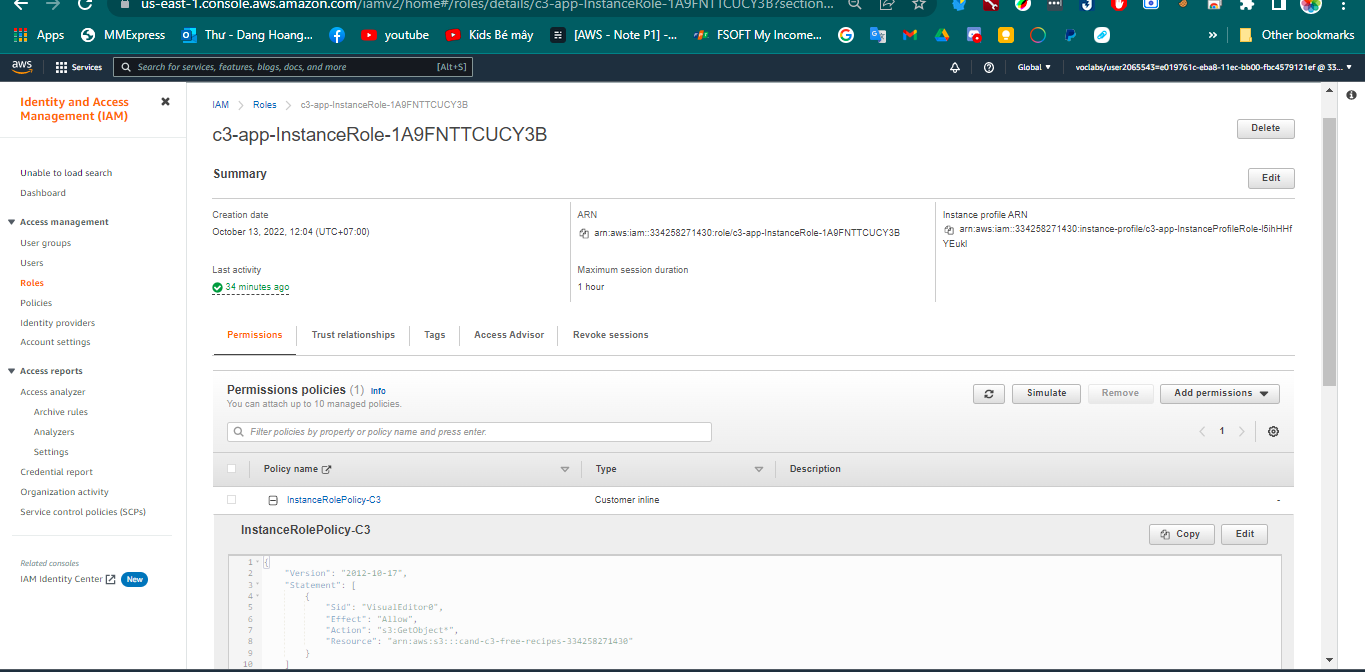 us-east-1.console.aws.amazon.com/iamv2/home#/roles/details/c3-app-InstanceRole-1A9FNTTCUCY3B?section...
Apps MMExpress Thư - Dang Hoang... youtube Kids Bé mây [AWS - Note P1] -... FSOFT My Income... » Other bookmarks
aws Services Search for services, features, blogs, docs, and more [Alt+S] Global ▼ voclabs/user2065543=e019761c-eba8-11ec-bb00-fbc4579121ef @ 33... ▼
Identity and Access Management (IAM)
Unable to load search
Dashboard
Access management
User groups
Users
Roles
Policies
Identity providers
Account settings
Access reports
Access analyzer
Archive rules
Analyzers
Settings
Credential report
Organization activity
Service control policies (SCPs)
Related consoles
IAM Identity Center New
IAM > Roles > c3-app-InstanceRole-1A9FNTTCUCY3B
c3-app-InstanceRole-1A9FNTTCUCY3B
Delete
Summary
Edit
Creation date
October 13, 2022, 12:04 (UTC+07:00)
Last activity
34 minutes ago
ARN
arn:aws:iam::334258271430:role/c3-app-InstanceRole-1A9FNTTCUCY3B
Maximum session duration
1 hour
Instance profile ARN
arn:aws:iam::334258271430:instance-profile/c3-app-InstanceProfileRole-I5ihHHf
YEukl
Permissions Trust relationships Tags Access Advisor Revoke sessions
Permissions policies (1) Info
You can attach up to 10 managed policies.
Simulate Remove Add permissions
Filter policies by property or policy name and press enter.
1
Policy name Type Description
InstanceRolePolicy-C3 Customer inline -
InstanceRolePolicy-C3
Copy Edit
1 {
2 "Version": "2012-10-17",
3 "Statement": [
4 {
5 "Sid": "VisualEditor0",
6 "Effect": "Allow",
7 "Action": "s3:GetObject*",
8 "Resource": "arn:aws:s3:::cand-c3-free-recipes-334258271430"
9 }
10 ]